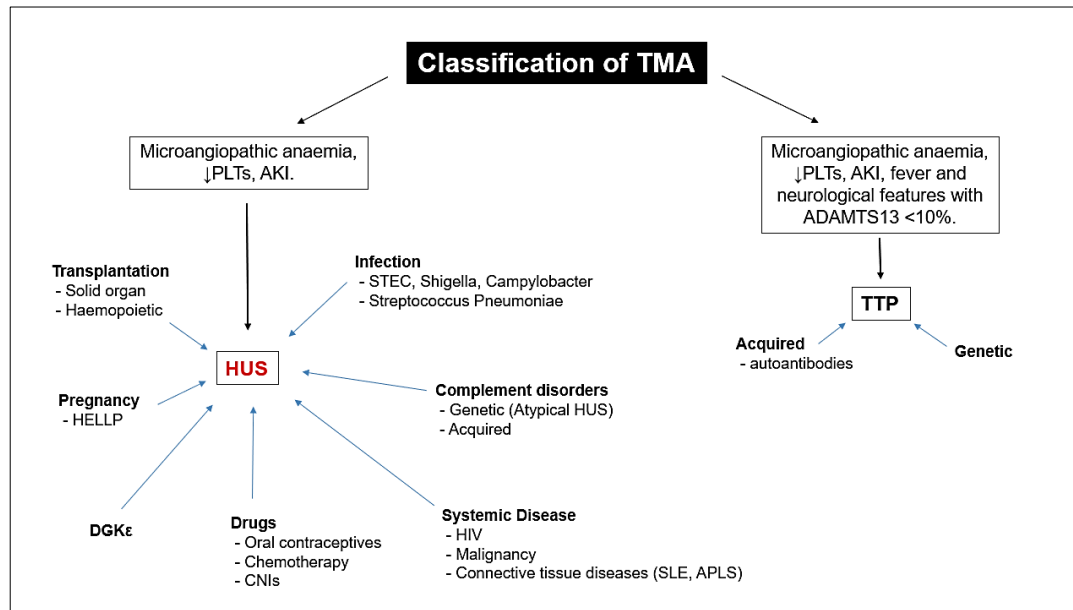 Classification of TMA
Microangiopathic anaemia,
↓PLTs, AKI.
Microangiopathic anaemia,
↓PLTs, AKI, fever and
neurological features with
ADAMTS13 <10%.
Transplantation
- Solid organ
- Haemopoietic
Infection
- STEC, Shigella, Campylobacter
- Streptococcus Pneumoniae
HUS
Pregnancy
- HELLP
Complement disorders
- Genetic (Atypical HUS)
- Acquired
DGKε
Drugs
- Oral contraceptives
- Chemotherapy
- CNIs
Systemic Disease
- HIV
- Malignancy
- Connective tissue diseases (SLE, APLS)
TTP
Acquired
- autoantibodies
Genetic